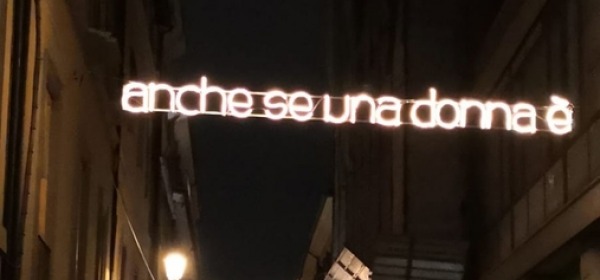 anche se una donna è